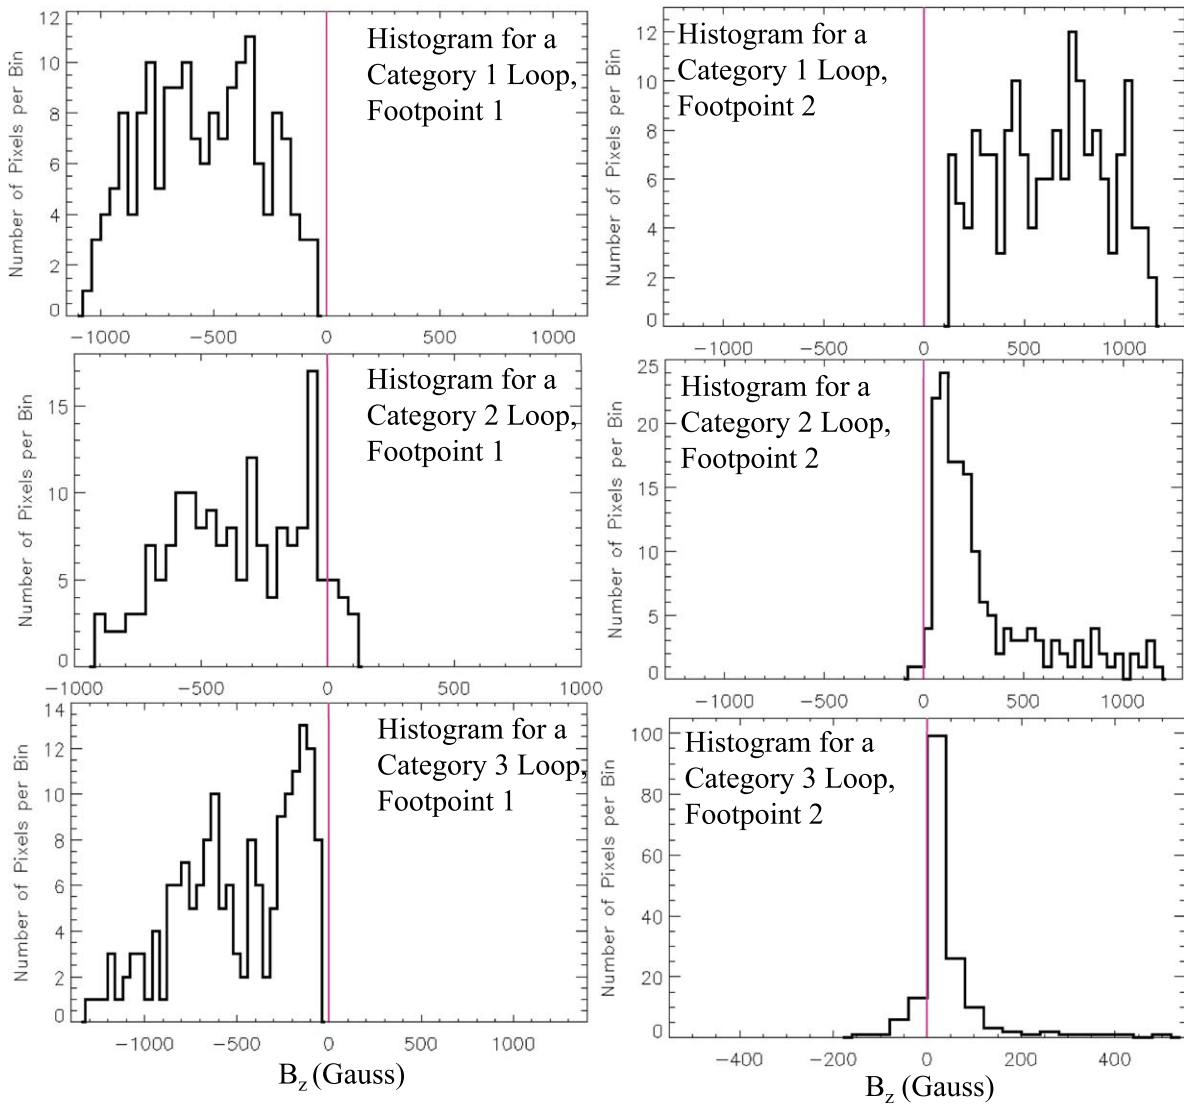 12
10
8
6
4
2
0
Number of Pixels per Bin
Histogram for a
Category 1 Loop,
Footpoint 1
−1000
−500
0
500
1000
12
10
8
6
4
2
0
Number of Pixels per Bin
Histogram for a
Category 1 Loop,
Footpoint 2
−1000
−500
0
500
1000
15
10
5
0
Number of Pixels per Bin
Histogram for a
Category 2 Loop,
Footpoint 1
−1000
−500
0
500
1000
25
20
15
10
5
0
Number of Pixels per Bin
Histogram for a
Category 2 Loop,
Footpoint 2
−1000
−500
0
500
1000
14
12
10
8
6
4
2
0
Number of Pixels per Bin
Histogram for a
Category 3 Loop,
Footpoint 1
−1000
−500
0
500
1000
B_z (Gauss)
100
80
60
40
20
0
Number of Pixels per Bin
Histogram for a
Category 3 Loop,
Footpoint 2
−400
−200
0
200
400
B_z (Gauss)